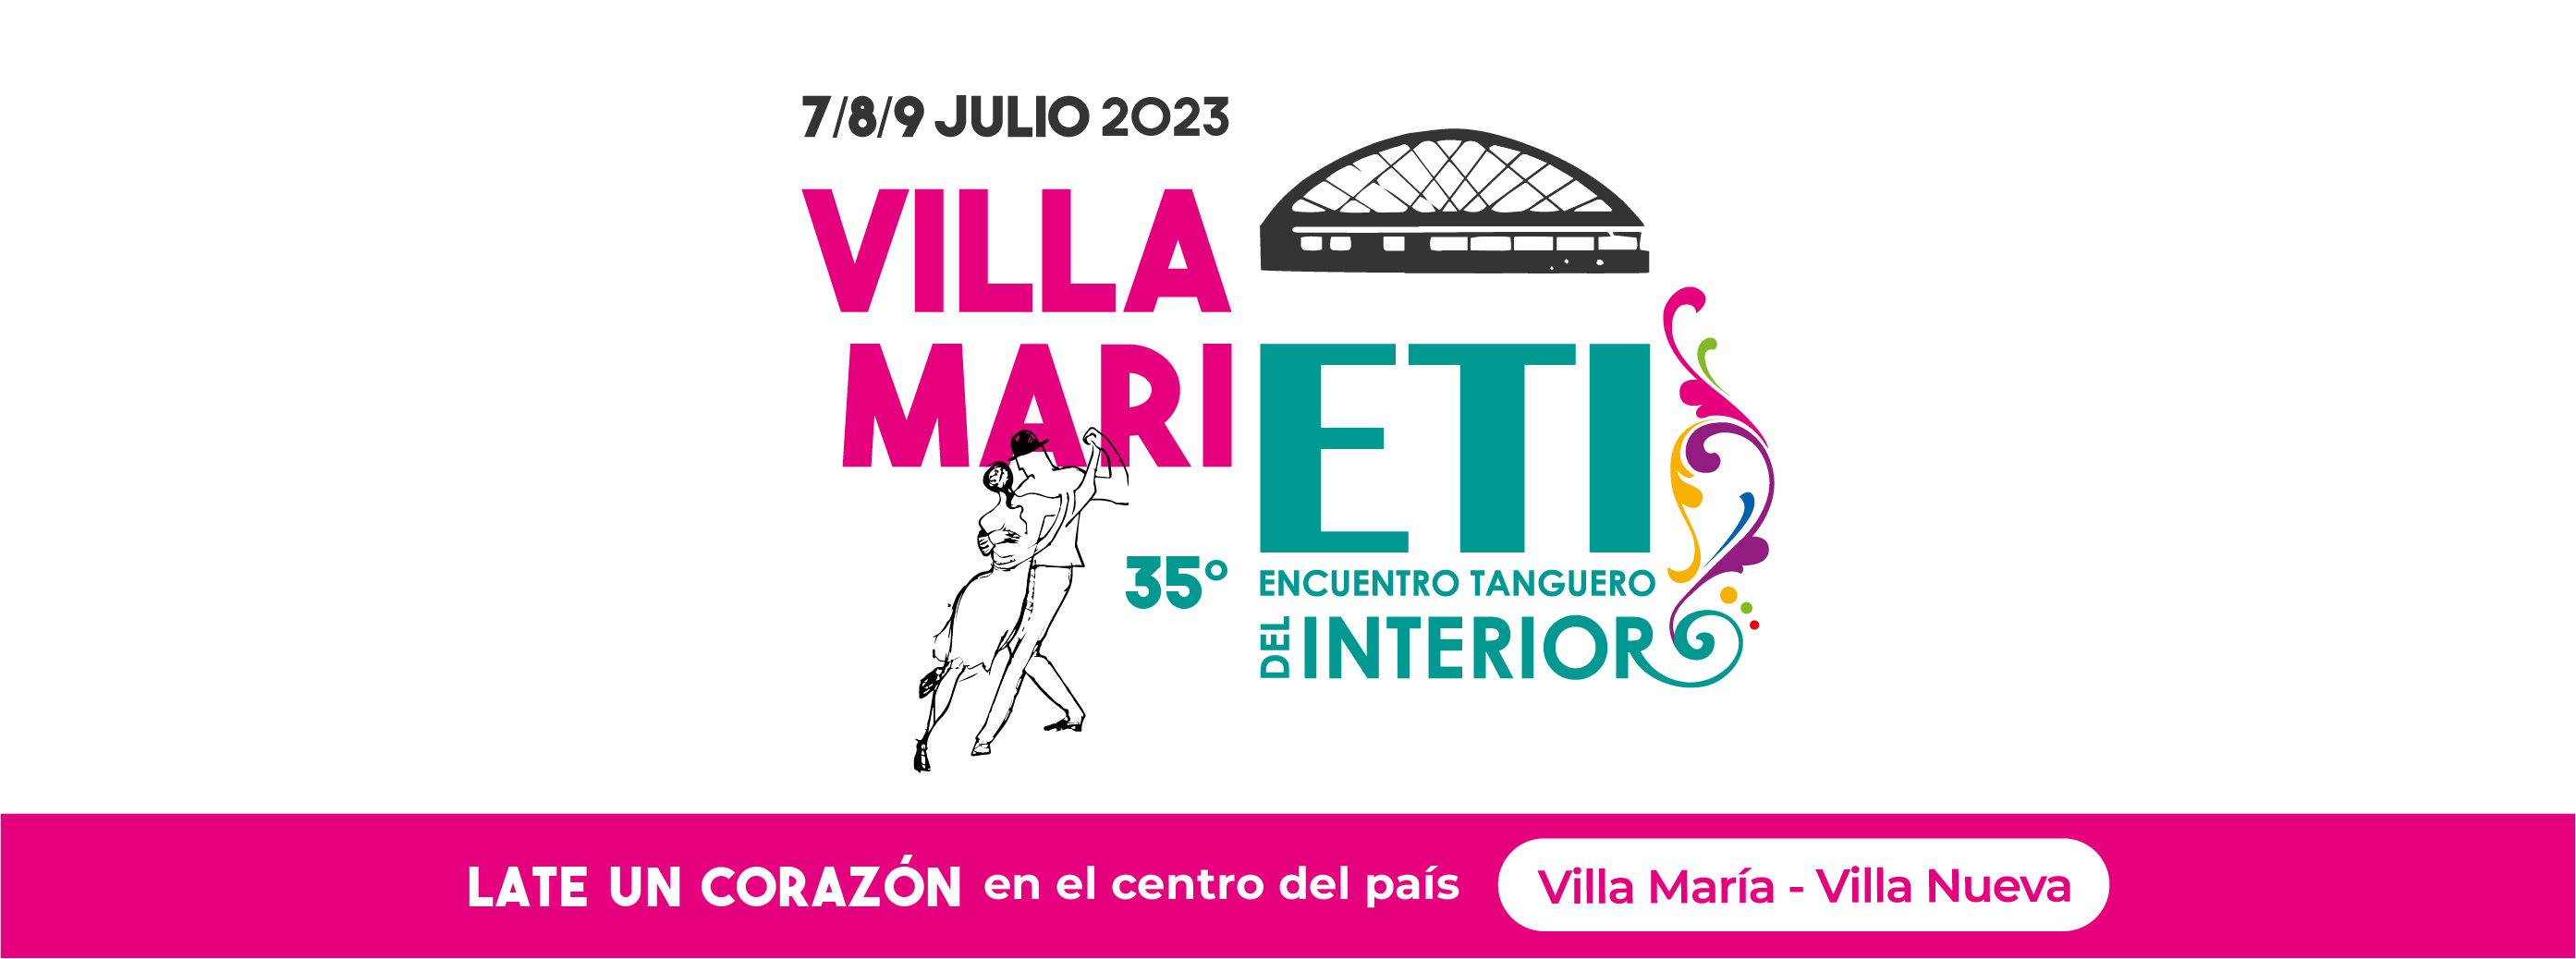 7/8/9 JULIO 2023
VILLA
MARI
ETI
35°
ENCUENTRO TANGUERO
DEL INTERIOR
LATE UN CORAZÓN en el centro del país
Villa María - Villa Nueva